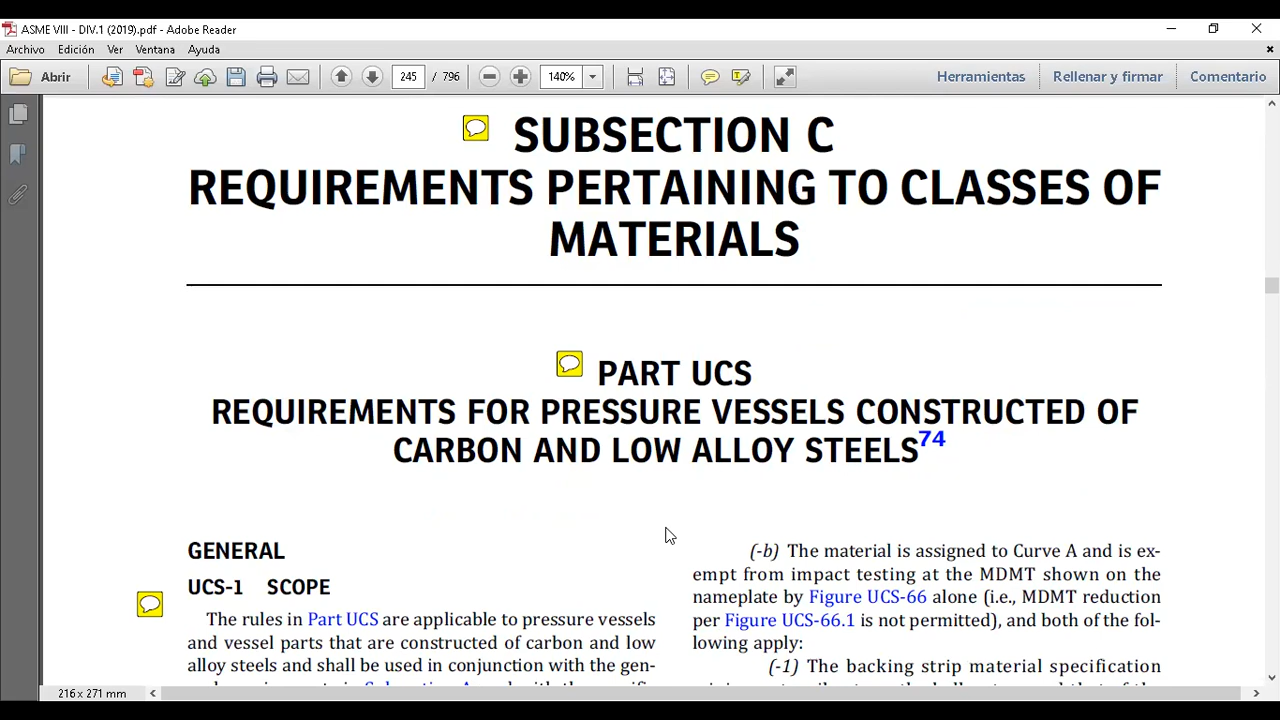 ASME VIII - DIV.1 (2019).pdf - Adobe Reader
Archivo Edición Ver Ventana Ayuda
Abrir 245 / 796 140% Herramientas Rellenar y firmar Comentario
SUBSECTION C
REQUIREMENTS PERTAINING TO CLASSES OF
MATERIALS
PART UCS
REQUIREMENTS FOR PRESSURE VESSELS CONSTRUCTED OF
CARBON AND LOW ALLOY STEELS74
GENERAL
UCS-1 SCOPE
The rules in Part UCS are applicable to pressure vessels
and vessel parts that are constructed of carbon and low
alloy steels and shall be used in conjunction with the gen-
(-b) The material is assigned to Curve A and is ex-
empt from impact testing at the MDMT shown on the
nameplate by Figure UCS-66 alone (i.e., MDMT reduction
per Figure UCS-66.1 is not permitted), and both of the fol-
lowing apply:
(-1) The backing strip material specification
216 x 271 mm